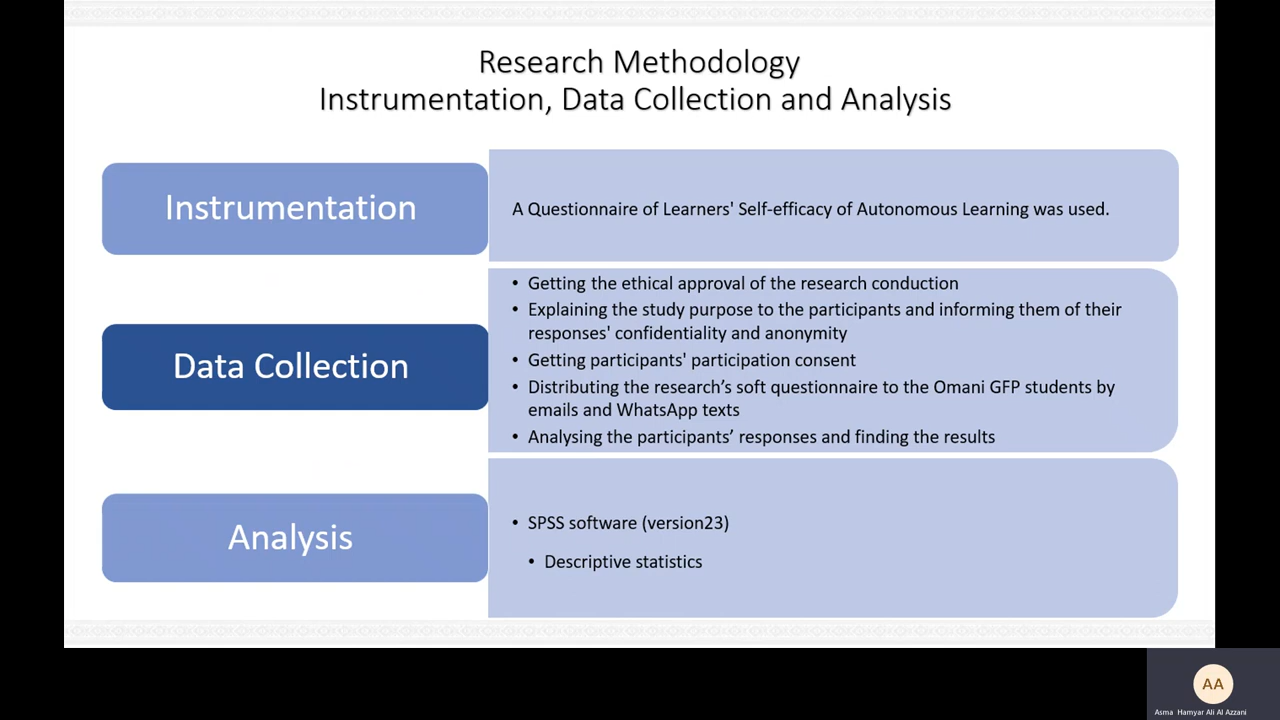 Research Methodology
Instrumentation, Data Collection and Analysis
Instrumentation
A Questionnaire of Learners' Self-efficacy of Autonomous Learning was used.
Data Collection
• Getting the ethical approval of the research conduction
• Explaining the study purpose to the participants and informing them of their
responses' confidentiality and anonymity
• Getting participants' participation consent
• Distributing the research’s soft questionnaire to the Omani GFP students by
emails and WhatsApp texts
• Analysing the participants’ responses and finding the results
Analysis
• SPSS software (version23)
• Descriptive statistics
AA
Asma Hamyar Ali Al Azzani